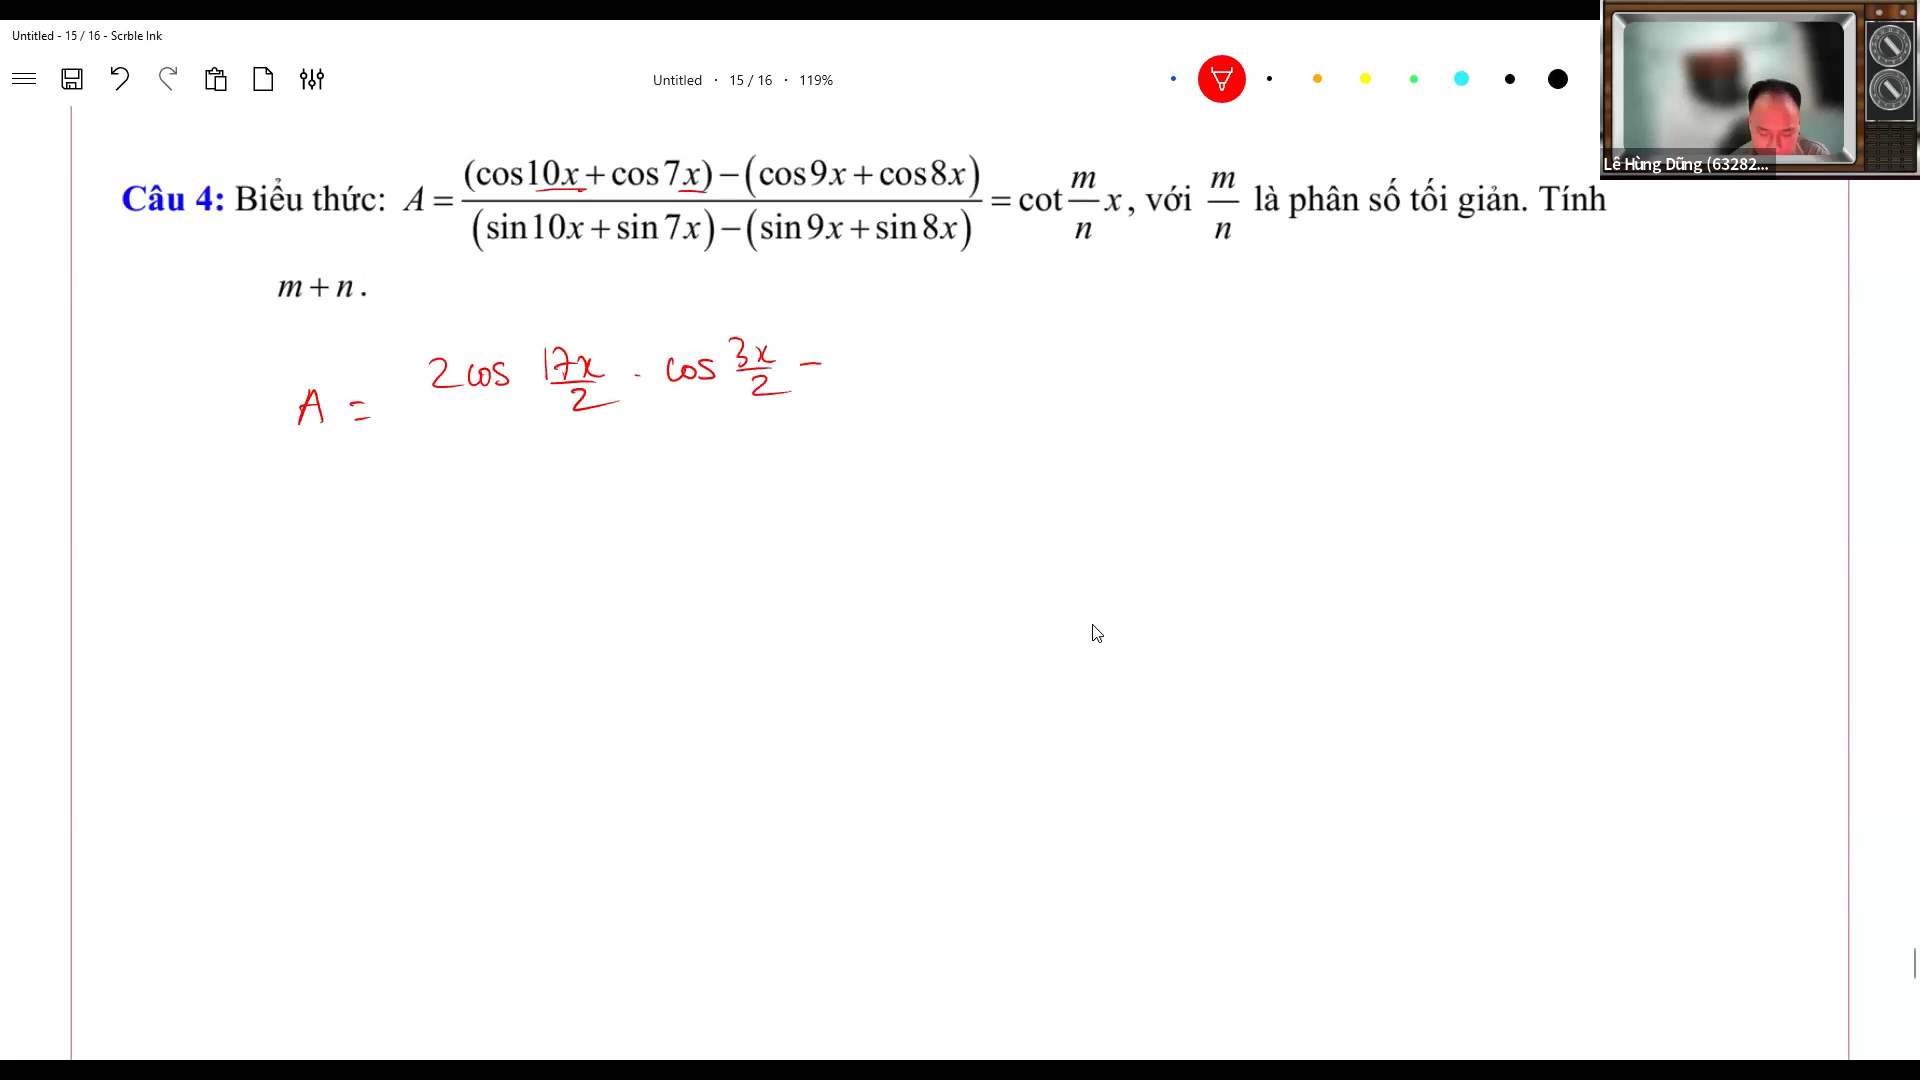 Untitled - 15 / 16 - Scrble Ink
Untitled · 15 / 16 · 119%
Lê Hùng Dũng (63282...
Câu 4: Biểu thức: A = ((cos10x + cos7x) − (cos9x + cos8x)) / ((sin10x + sin7x) − (sin9x + sin8x)) = cot m/n x, với m/n là phân số tối giản. Tính
m + n.
A = 2cos 17x/2 . cos 3x/2 −